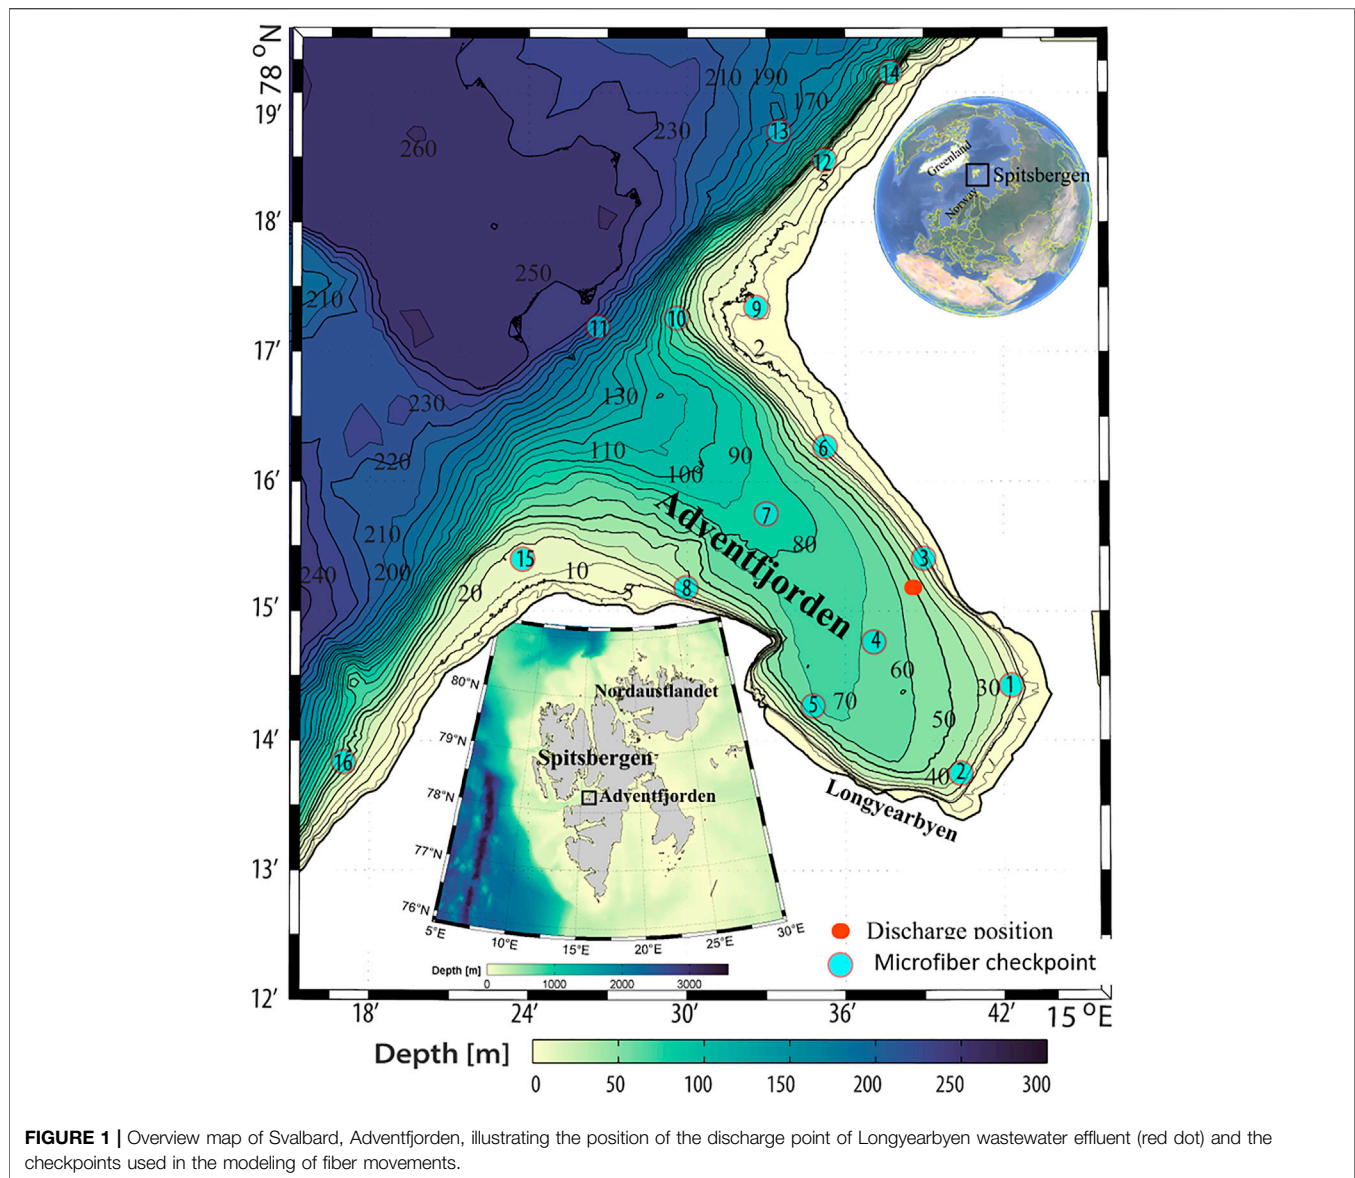 78 °N
19′
18′
17′
16′
15′
14′
13′
12′
210
190
170
14
13
12
230
260
5
Greenland
Spitsbergen
Norway
250
210
9
10
11
2
230
130
6
220
110
90
100
7
Adventfjorden
210
80
3
240
200
15
10
20
5
8
4
60
1
30
5
70
50
16
40
2
Longyearbyen
80°N
79°N
78°N
77°N
76°N
Nordaustlandet
Spitsbergen
Adventfjorden
5°E
10°E
15°E
20°E
25°E
30°E
Depth [m]
0
1000
2000
3000
Discharge position
Microfiber checkpoint
18′
24′
30′
36′
42′
15 °E
Depth [m]
0
50
100
150
200
250
300
FIGURE 1 | Overview map of Svalbard, Adventfjorden, illustrating the position of the discharge point of Longyearbyen wastewater effluent (red dot) and the
checkpoints used in the modeling of fiber movements.